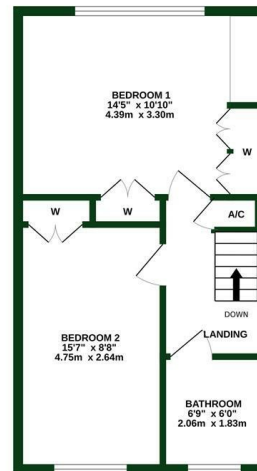 BEDROOM 1
14'5" x 10'10"
4.39m x 3.30m
W
W
W
A/C
DOWN
LANDING
BEDROOM 2
15'7" x 8'8"
4.75m x 2.64m
BATHROOM
6'9" x 6'0"
2.06m x 1.83m